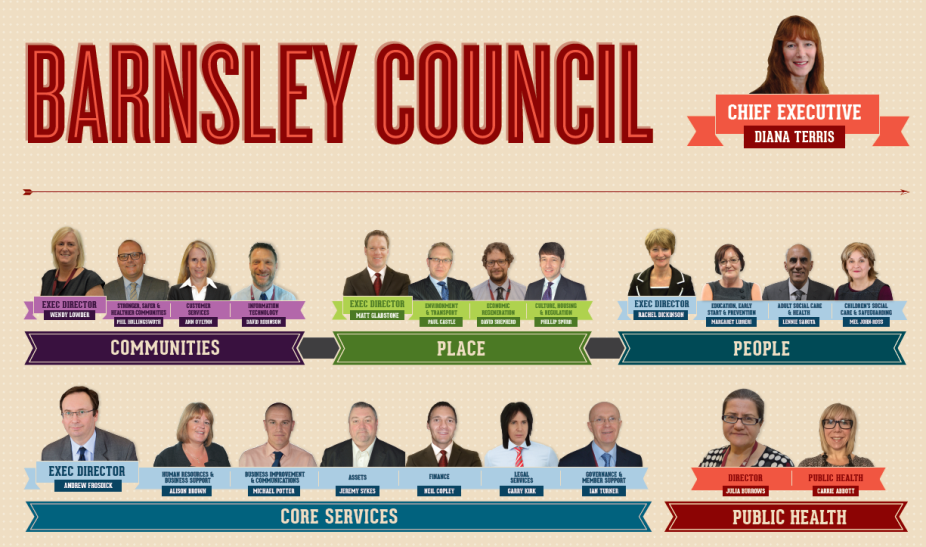 BARNSLEY COUNCIL
CHIEF EXECUTIVE
DIANA TERRIS
EXEC DIRECTOR
WENDY LOWDER
STRONGER, SAFER &
HEALTHIER COMMUNITIES
PHIL HOLLINGSWORTH
CUSTOMER
SERVICES
ANN O'FLYNN
INFORMATION
TECHNOLOGY
DAVID ROBINSON
COMMUNITIES
EXEC DIRECTOR
MATT GLADSTONE
ENVIRONMENT
& TRANSPORT
PAUL CASTLE
ECONOMIC
REGENERATION
DAVID SHEPHERD
CULTURE, HOUSING
& REGULATION
PHILLIP SPURR
PLACE
EXEC DIRECTOR
RACHEL DICKINSON
EDUCATION, EARLY
START & PREVENTION
MARGARET LIBRERI
ADULT SOCIAL CARE
& HEALTH
LENNIE SAHOTA
CHILDREN'S SOCIAL
CARE & SAFEGUARDING
MEL JOHN-ROSS
PEOPLE
EXEC DIRECTOR
ANDREW FROSDICK
HUMAN RESOURCES &
BUSINESS SUPPORT
ALISON BROWN
BUSINESS IMPROVEMENT
& COMMUNICATIONS
MICHAEL POTTER
ASSETS
JEREMY SYKES
FINANCE
NEIL COPLEY
LEGAL
SERVICES
GARRY KIRK
GOVERNANCE &
MEMBER SUPPORT
IAN TURNER
CORE SERVICES
DIRECTOR
JULIA BURROWS
PUBLIC HEALTH
CARRIE ABBOTT
PUBLIC HEALTH